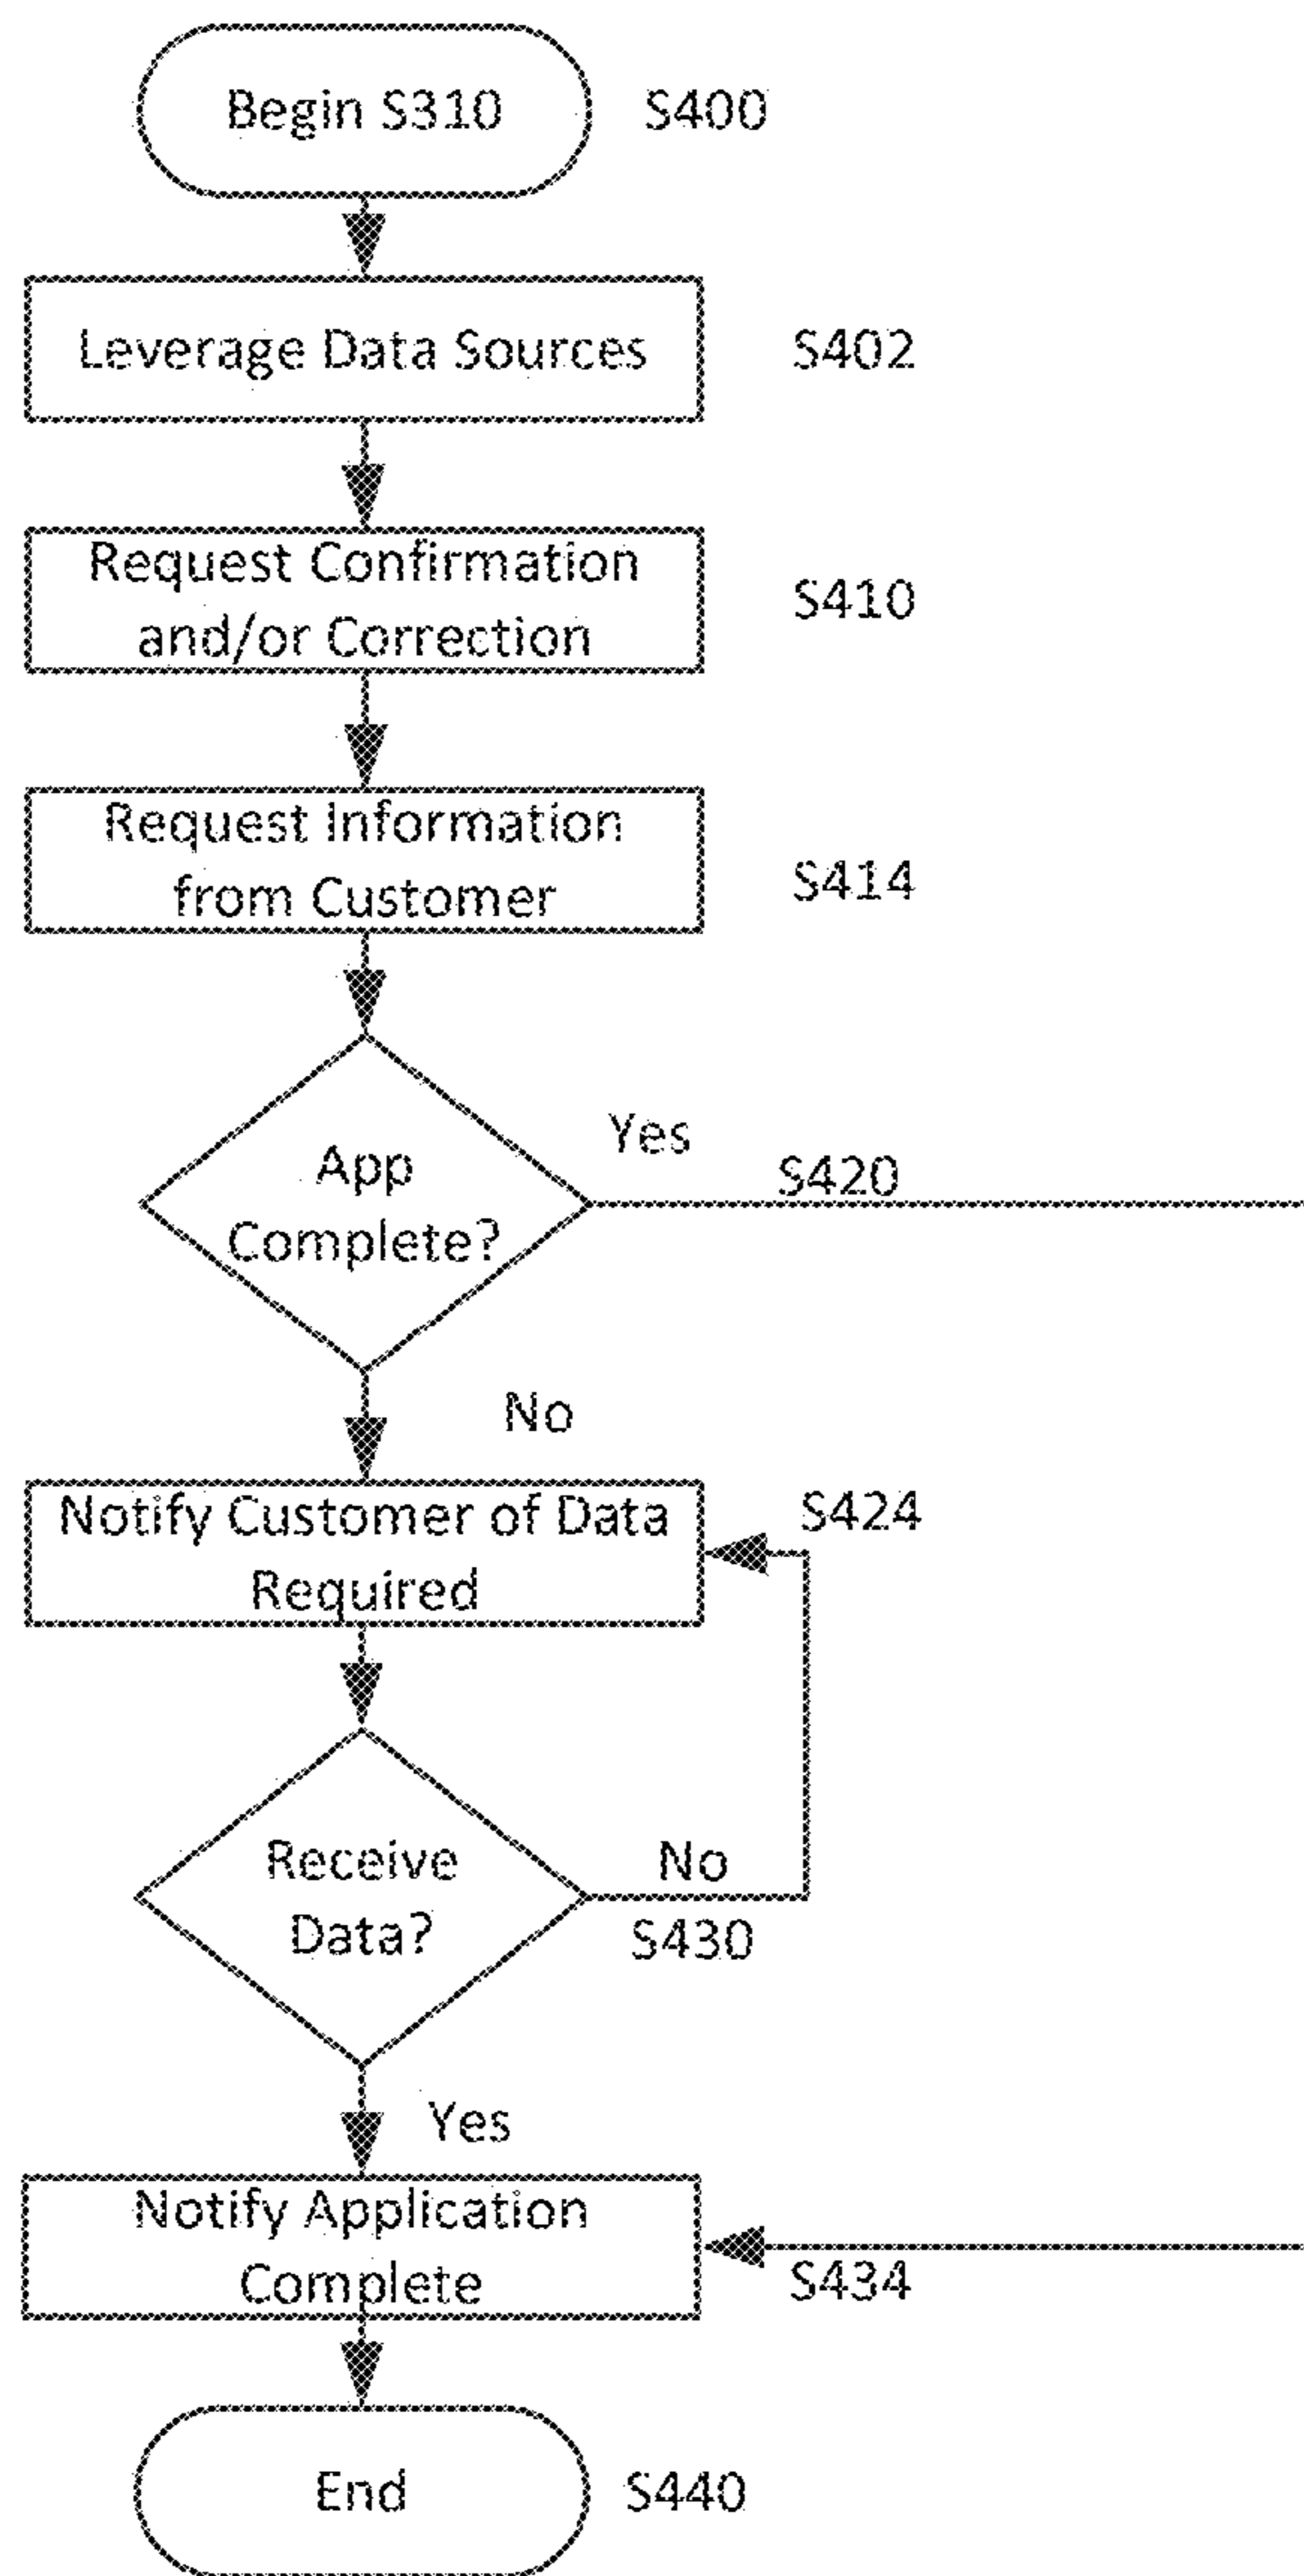 Begin S310
S400
Leverage Data Sources
S402
Request Confirmation
and/or Correction
S410
Request Information
from Customer
S414
App
Complete?
Yes
S420
No
Notify Customer of Data
Required
S424
Receive
Data?
No
S430
Yes
Notify Application
Complete
S434
End
S440